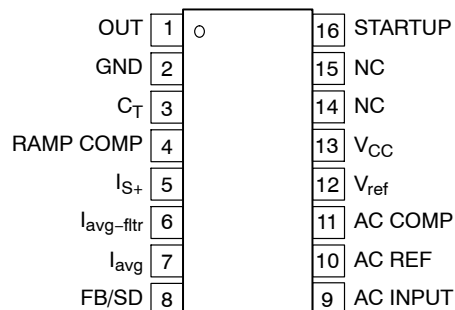 OUT 1 16 STARTUP
GND 2 15 NC
CT 3 14 NC
RAMP COMP 4 13 VCC
IS+ 5 12 Vref
Iavg−fltr 6 11 AC COMP
Iavg 7 10 AC REF
FB/SD 8 9 AC INPUT